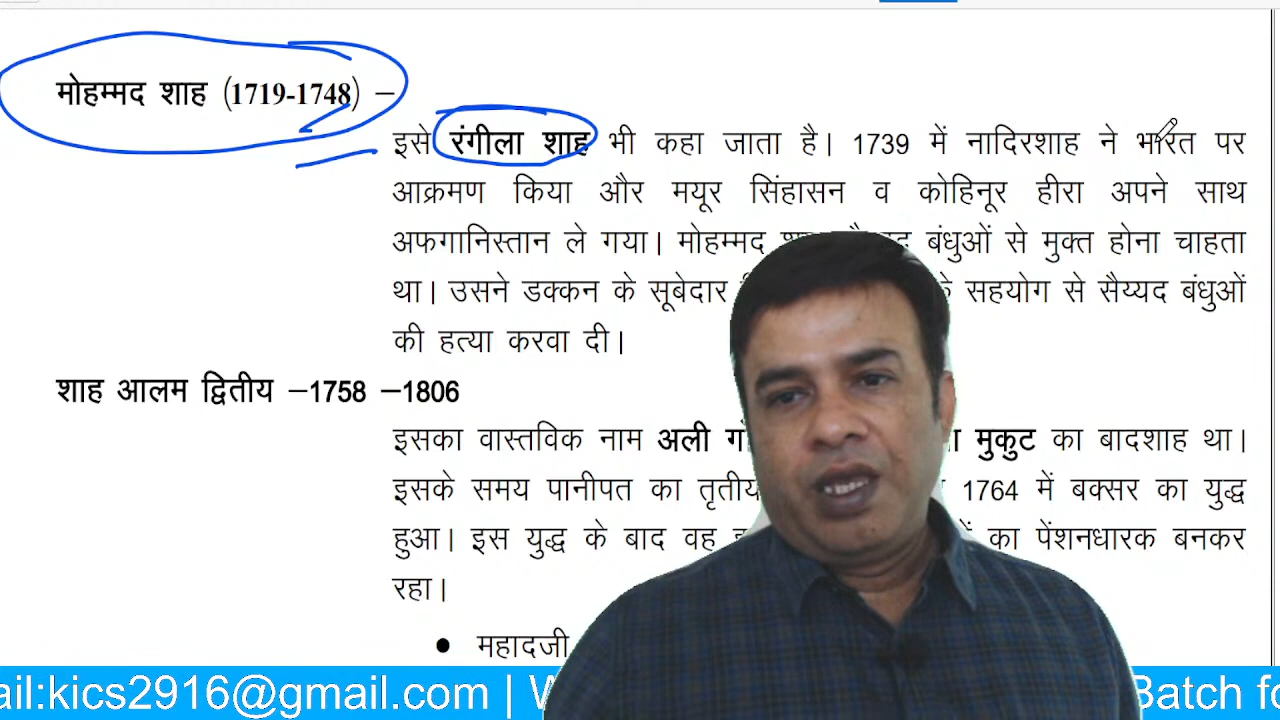 मोहम्मद शाह (1719-1748) –
इसे रंगीला शाह भी कहा जाता है। 1739 में नादिरशाह ने भारत पर
आक्रमण किया और मयूर सिंहासन व कोहिनूर हीरा अपने साथ
अफगानिस्तान ले गया। मोहम्मद बंधुओं से मुक्त होना चाहता
था। उसने डक्कन के सूबेदार के सहयोग से सैय्यद बंधुओं
की हत्या करवा दी।
शाह आलम द्वितीय –1758 –1806
इसका वास्तविक नाम अली मुकुट का बादशाह था।
इसके समय पानीपत का तृतीय 1764 में बक्सर का युद्ध
हुआ। इस युद्ध के बाद वह का पेंशनधारक बनकर
रहा।
• महादजी
ail:kics2916@gmail.com | Batch fo